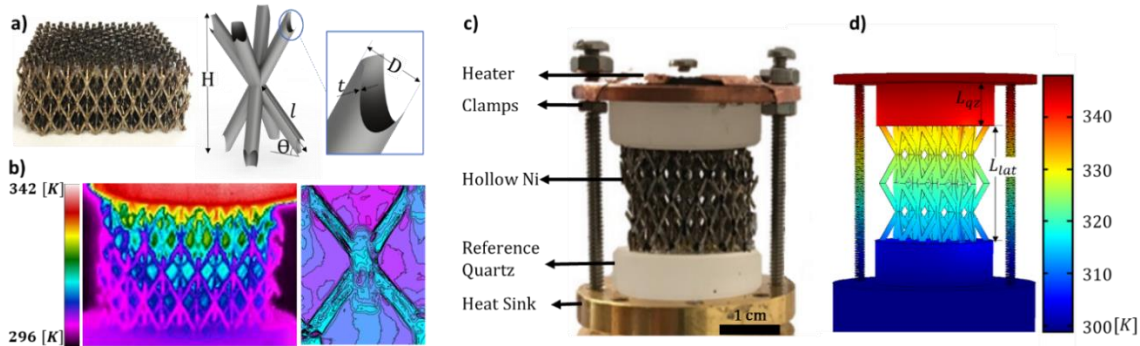 a)
H
l
Θ
t
D
b)
342 [K]
296 [K]
c)
Heater
Clamps
Hollow Ni
Reference
Quartz
Heat Sink
1 cm
d)
L_qz
L_lat
340
330
320
310
300 [K]